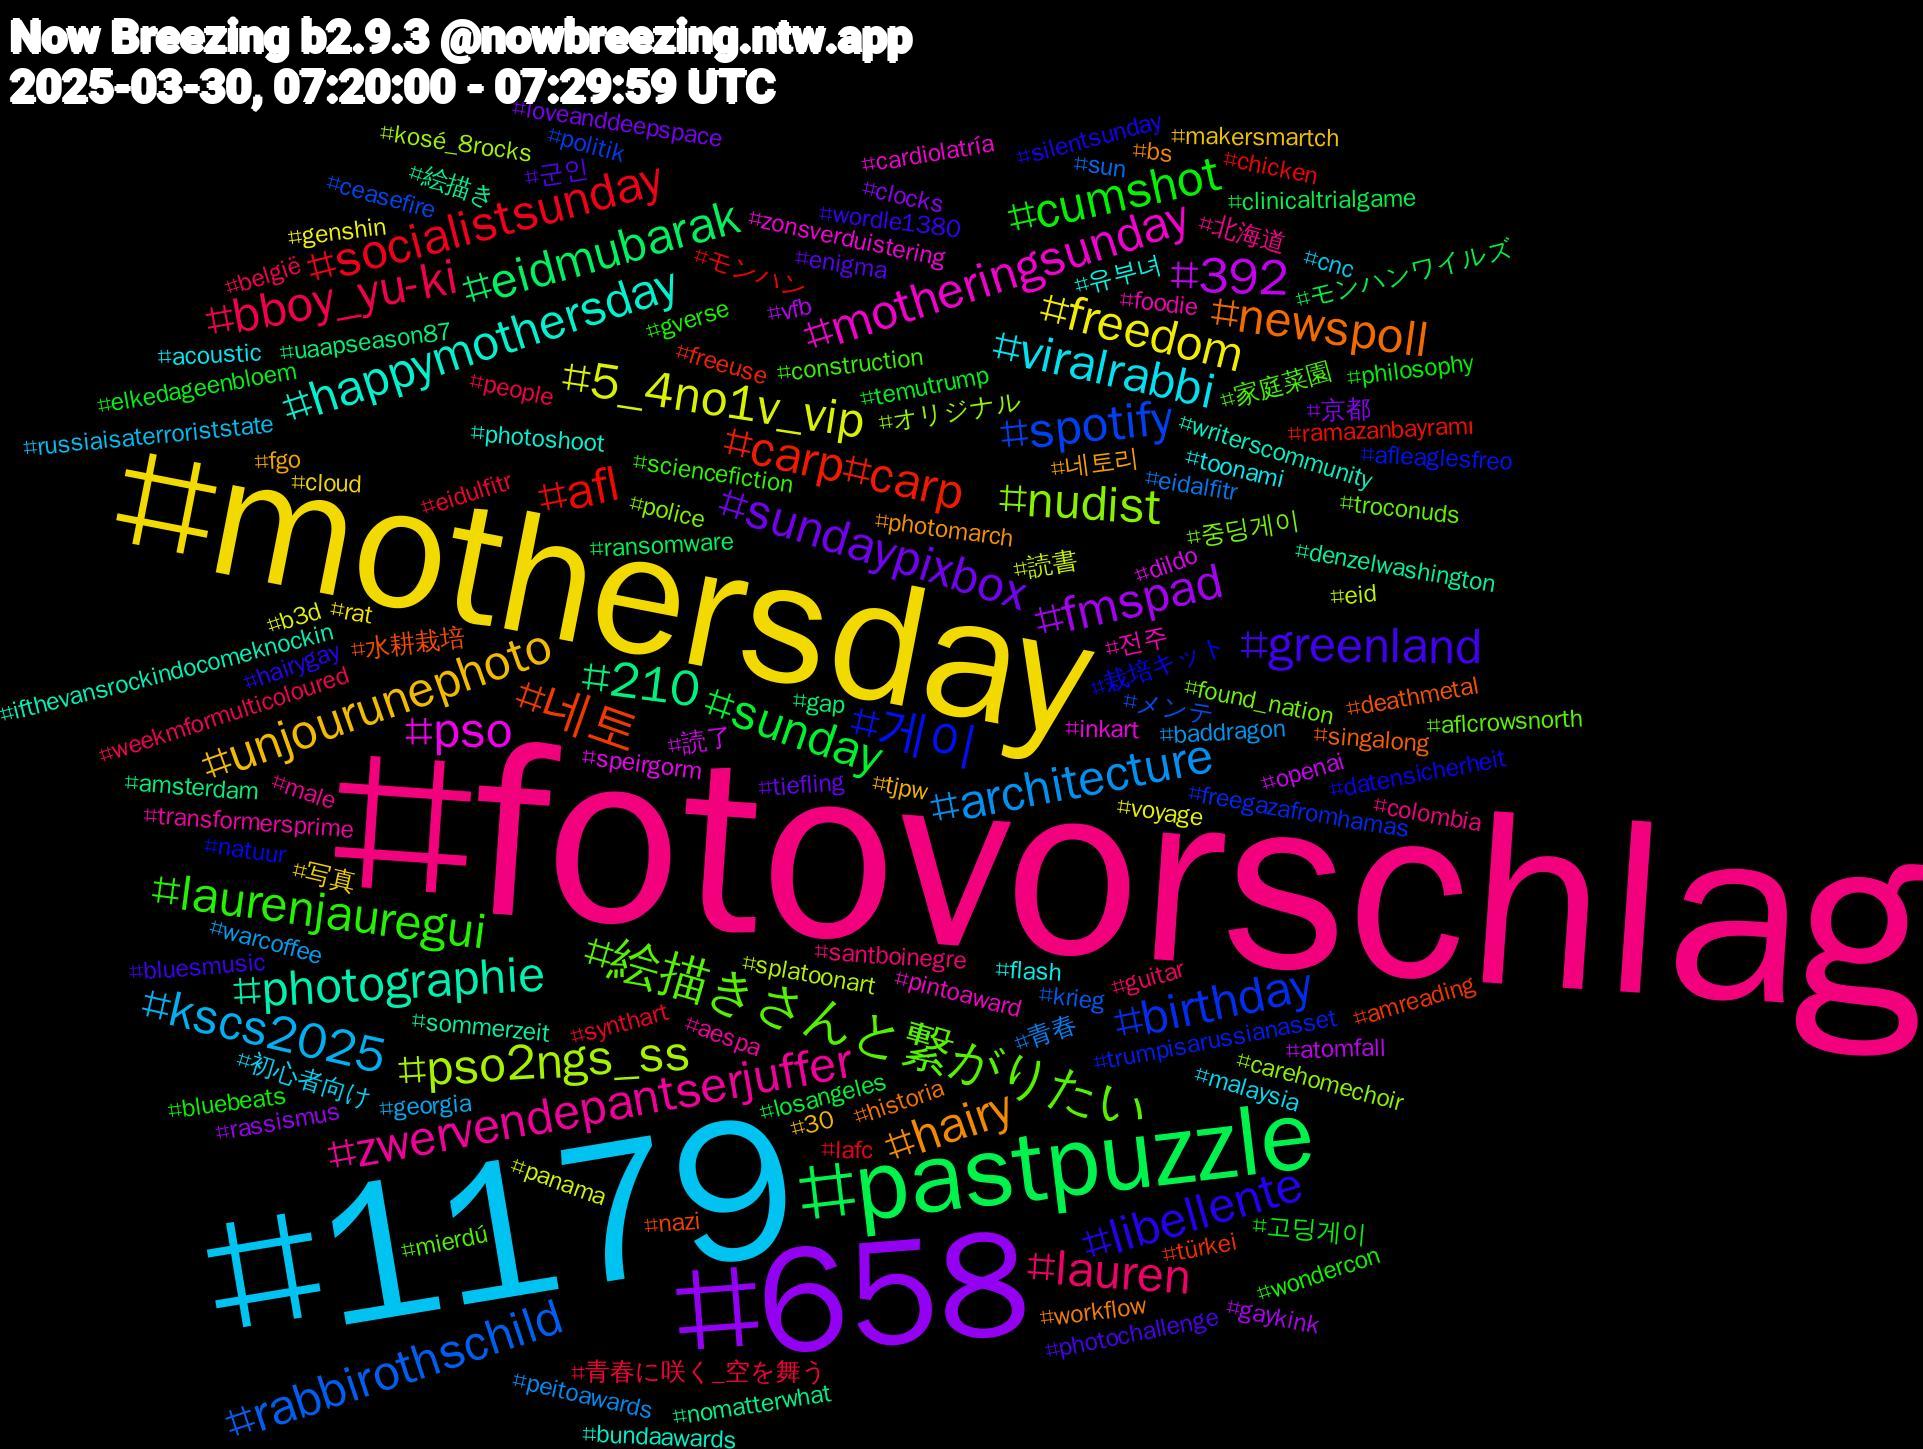 Now Breezing b2.9.3 @nowbreezing.ntw.app
2025-03-30, 07:20:00 - 07:29:59 UTC
#loveanddeepspace
#kosé_8rocks
#politik
#ceasefire
#絵描き
#군인
#cardiolatría
#silentsunday
#makersmartch
#bs
#sun
#chicken
#clocks
#cumshot
#clinicaltrialgame
#wordle1380
#genshin
#socialistsunday
#eidmubarak
#zonsverduistering
#北海道
#モンハン
#motheringsunday
#392
#モンハンワイルズ
#cnc
#유부녀
#enigma
#belgië
#bboy_yu-ki
#foodie
#vfb
#happymothersday
#freedom
#newspoll
#acoustic
#uaapseason87
#gverse
#viralrabbi
#freeuse
#construction
#家庭菜園
#philosophy
#elkedageenbloem
#people
#5_4no1v_vip
#temutrump
#オリジナル
#京都
#russiaisaterroriststate
#photoshoot
#spotify
#writerscommunity
#ramazanbayramı
#fgo
#cloud
#carp#carp
#afl
#sciencefiction
#네토리
#toonami
#afleaglesfreo
#eidalfitr
#eidulfitr
#mothersday
#police
#nudist
#중딩게이
#troconuds
#sundaypixbox
#photomarch
#ransomware
#denzelwashington
#読書
#dildo
#eid
#b3d
#rat
#fmspad
#水耕栽培
#ifthevansrockindocomeknockin
#hairygay
#unjourunephoto
#210
#전주
#greenland
#栽培キット
#weekmformulticoloured
#네토
#sunday
#gap
#found_nation
#deathmetal
#pso
#読了
#게이
#inkart
#baddragon
#aflcrowsnorth
#singalong
#speirgorm
#openai
#amsterdam
#male
#tiefling
#tjpw
#architecture
#datensicherheit
#transformersprime
#voyage
#freegazafromhamas
#colombia
#natuur
#fotovorschlag
#写真
#laurenjauregui
#warcoffee
#santboinegre
#bluesmusic
#絵描きさんと繋がりたい
#photographie
#splatoonart
#flash
#guitar
#pintoaward
#birthday
#krieg
#amreading
#kscs2025
#sommerzeit
#synthart
#aespa
#青春
#trumpisarussianasset
#pso2ngs_ss
#atomfall
#初心者向け
#zwervendepantserjuffer
#carehomechoir
#malaysia
#bluebeats
#georgia
#losangeles
#historia
#hairy
#rassismus
#30
#1179
#pastpuzzle
#lafc
#panama
#libellente
#mierdú
#nazi
#658
#lauren
#türkei
#고딩게이
#wondercon
#rabbirothschild
#workflow
#gaykink
#photochallenge
#青春に咲く_空を舞う
#peitoawards
#nomatterwhat
#bundaawards